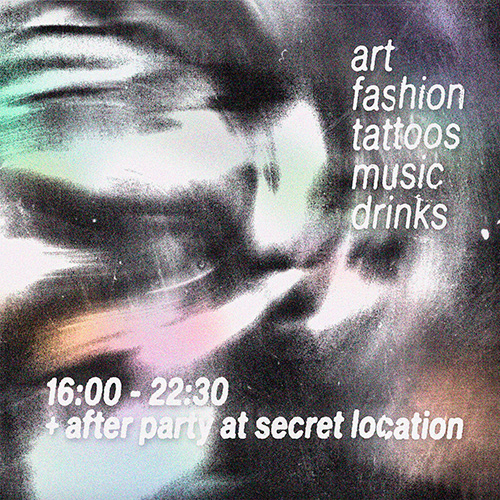 art
fashion
tattoos
music
drinks
16:00 - 22:30
+ after party at secret location